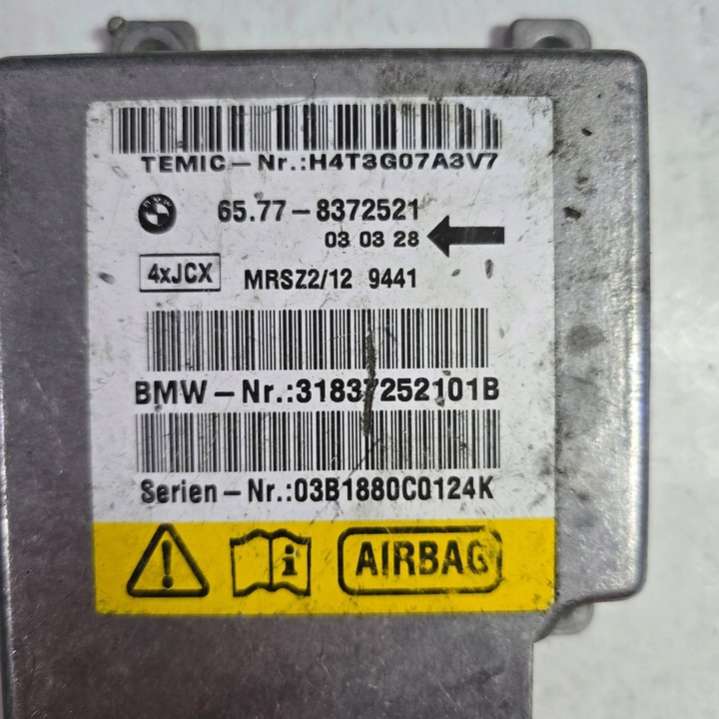 TEMIC-Nr.:H4T3G07A3V7
65.77-8372521
03 03 28
4xJCX MRSZ2/12 9441
BMW-Nr.:31837252101B
Serien-Nr.:03B1880C0124K
AIRBAG